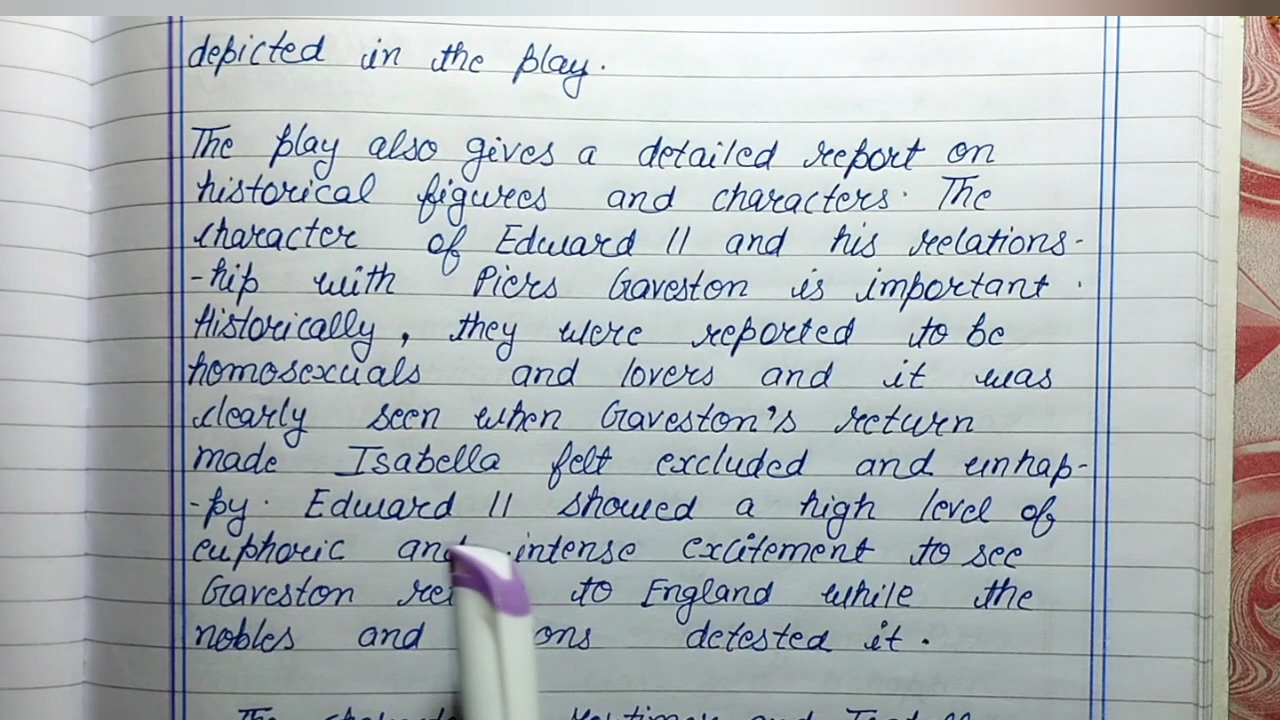 depicted in the play.
The play also gives a detailed report on
historical figures and characters. The
character of Edward II and his relations-
-hip with Piers Gaveston is important.
Historically, they were reported to be
homosexuals and lovers and it was
clearly seen when Gaveston's return
made Isabella felt excluded and unhap-
-py. Edward II showed a high level of
euphoric and intense excitement to see
Gaveston to England while the
nobles and detested it.
The and